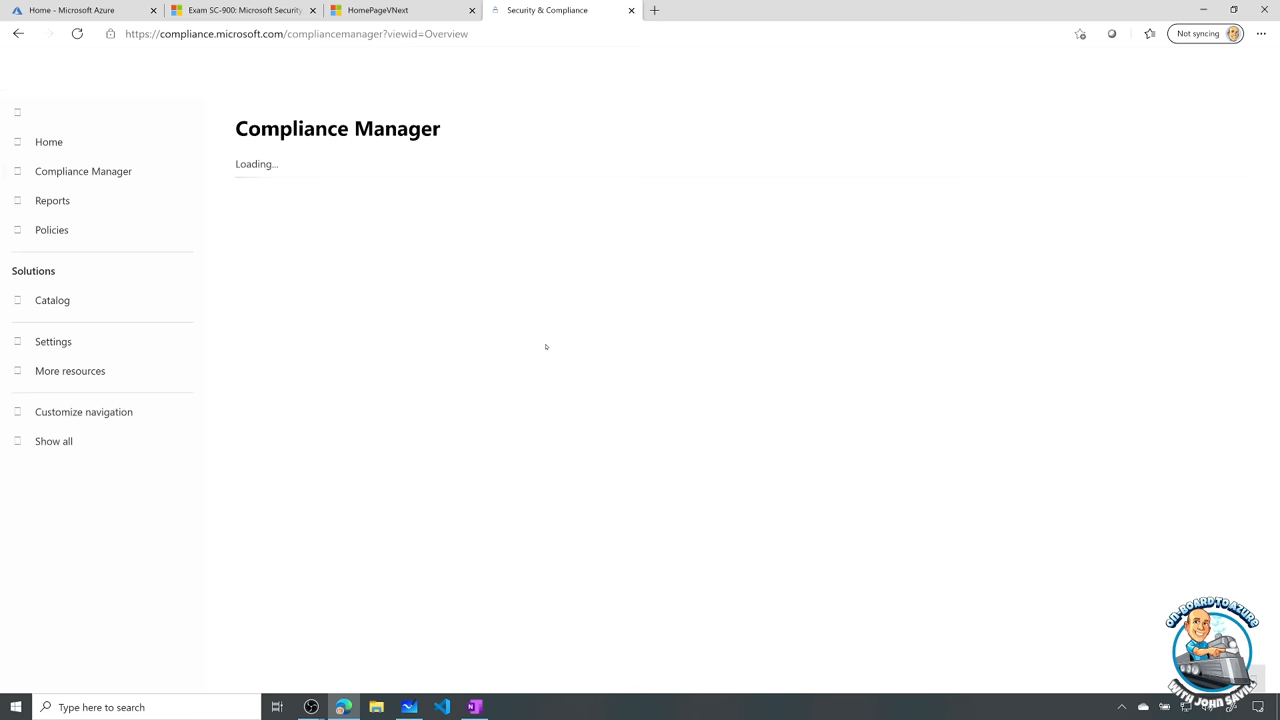 Home - Microsoft Azure
Exam SC-900: Microsoft Security,
HomePageVNext
Security & Compliance
https://compliance.microsoft.com/compliancemanager?viewid=Overview
Not syncing
Home
Compliance Manager
Reports
Policies
Solutions
Catalog
Settings
More resources
Customize navigation
Show all
Compliance Manager
Loading...
ON-BOARD TO AZURE
WITH JOHN SAVILL
Type here to search